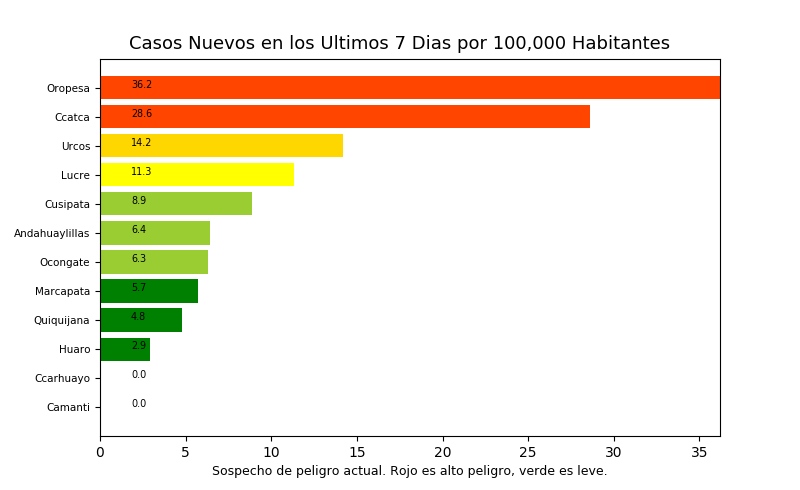 Casos Nuevos en los Ultimos 7 Dias por 100,000 Habitantes
Oropesa 36.2
Ccatca 28.6
Urcos 14.2
Lucre 11.3
Cusipata 8.9
Andahuaylillas 6.4
Ocongate 6.3
Marcapata 5.7
Quiquijana 4.8
Huaro 2.9
Ccarhuayo 0.0
Camanti 0.0
0 5 10 15 20 25 30 35
Sospecho de peligro actual. Rojo es alto peligro, verde es leve.